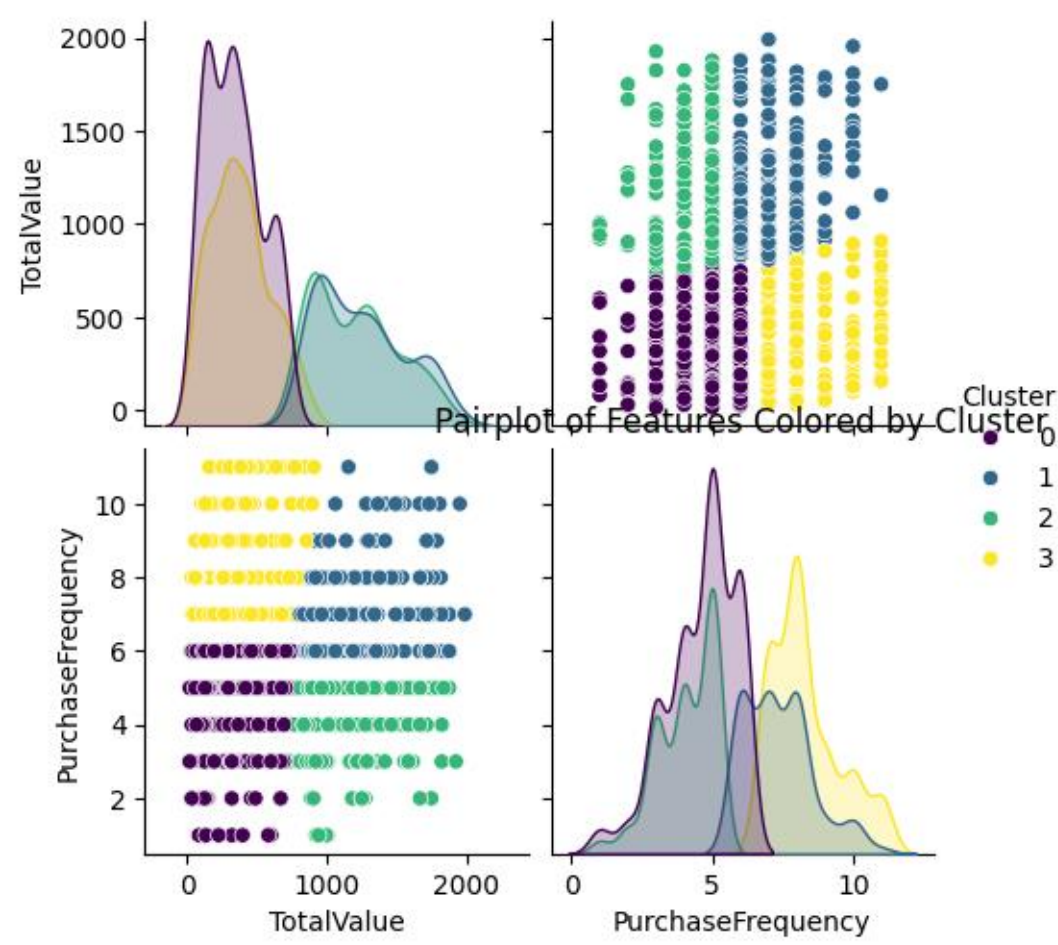 2000
1500
1000
500
0
TotalValue
Pairplot of Features Colored by Cluster
Cluster
0
1
2
3
10
8
6
4
2
PurchaseFrequency
0 1000 2000
TotalValue
0 5 10
PurchaseFrequency